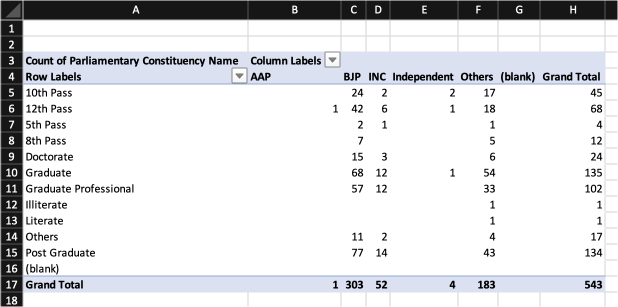 A B C D E F G H
1
2
3 Count of Parliamentary Constituency Name Column Labels
4 Row Labels AAP BJP INC Independent Others (blank) Grand Total
5 10th Pass 24 2 2 17 45
6 12th Pass 1 42 6 1 18 68
7 5th Pass 2 1 1 4
8 8th Pass 7 5 12
9 Doctorate 15 3 6 24
10 Graduate 68 12 1 54 135
11 Graduate Professional 57 12 33 102
12 Illiterate 1 1
13 Literate 1 1
14 Others 11 2 4 17
15 Post Graduate 77 14 43 134
16 (blank)
17 Grand Total 1 303 52 4 183 543
18